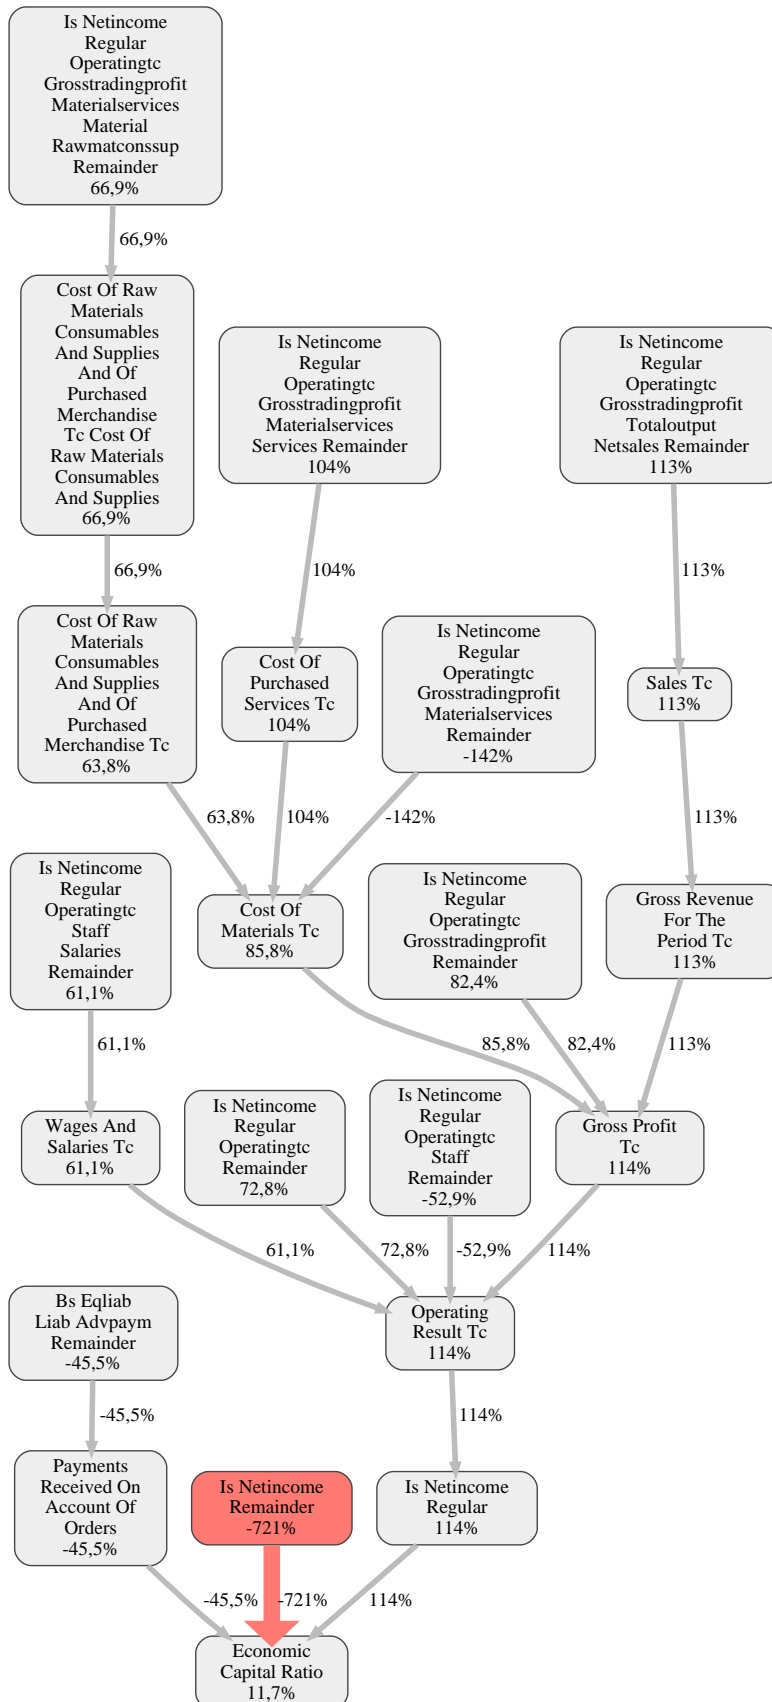 Is Netincome
Regular
Operatingtc
Grosstradingprofit
Materialservices
Material
Rawmatconssup
Remainder
66,9%
66,9%
Cost Of Raw
Materials
Consumables
And Supplies
And Of
Purchased
Merchandise
Tc Cost Of
Raw Materials
Consumables
And Supplies
66,9%
Is Netincome
Regular
Operatingtc
Grosstradingprofit
Materialservices
Services Remainder
104%
Is Netincome
Regular
Operatingtc
Grosstradingprofit
Totaloutput
Netsales Remainder
113%
66,9%
104%
113%
Cost Of Raw
Materials
Consumables
And Supplies
And Of
Purchased
Merchandise Tc
63,8%
Cost Of
Purchased
Services Tc
104%
Is Netincome
Regular
Operatingtc
Grosstradingprofit
Materialservices
Remainder
-142%
Sales Tc
113%
63,8%
104%
-142%
113%
Is Netincome
Regular
Operatingtc
Staff
Salaries
Remainder
61,1%
Cost Of
Materials Tc
85,8%
Is Netincome
Regular
Operatingtc
Grosstradingprofit
Remainder
82,4%
Gross Revenue
For The
Period Tc
113%
61,1%
85,8%
82,4%
113%
Wages And
Salaries Tc
61,1%
Is Netincome
Regular
Operatingtc
Remainder
72,8%
Is Netincome
Regular
Operatingtc
Staff
Remainder
-52,9%
Gross Profit
Tc
114%
61,1%
72,8%
-52,9%
114%
Bs Eqliab
Liab Advpaym
Remainder
-45,5%
Operating
Result Tc
114%
-45,5%
114%
Payments
Received On
Account Of
Orders
-45,5%
Is Netincome
Remainder
-721%
Is Netincome
Regular
114%
-45,5%
-721%
114%
Economic
Capital Ratio
11,7%